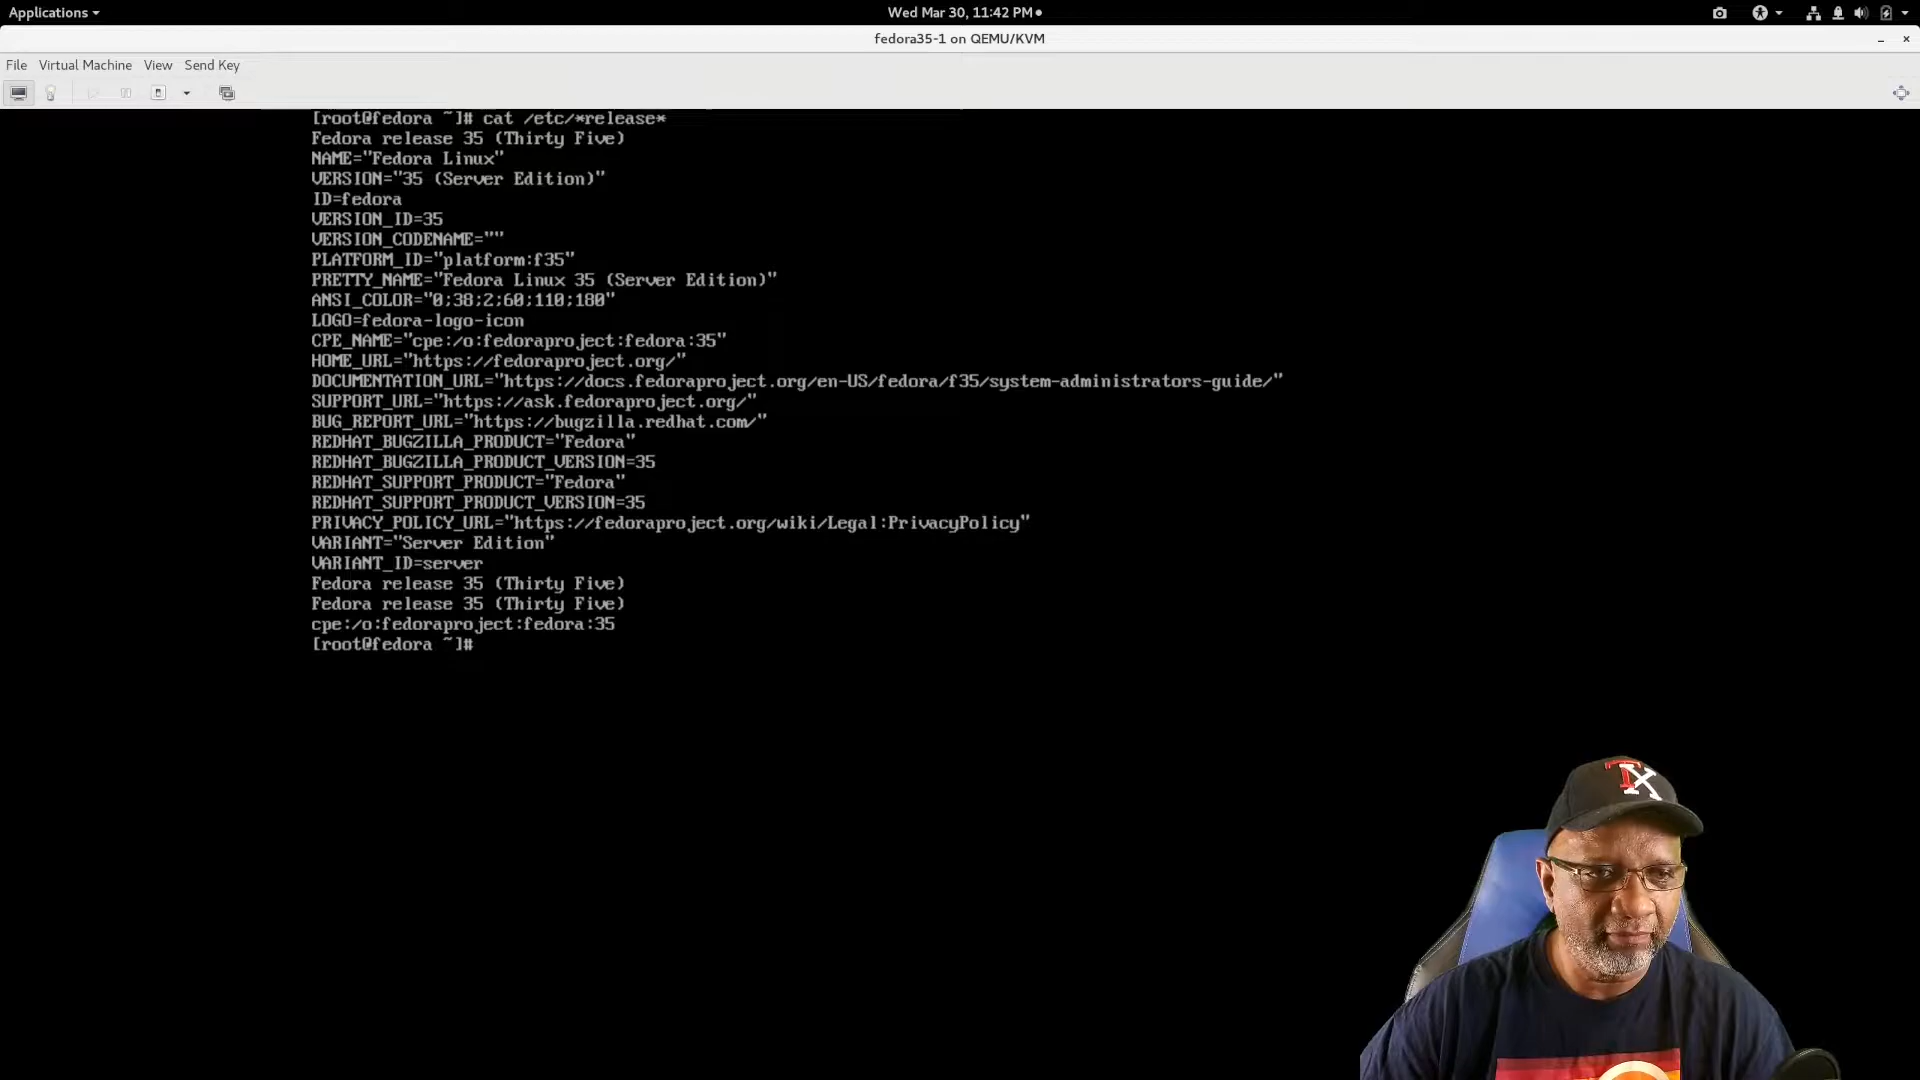 Applications
Wed Mar 30, 11:42 PM
fedora35-1 on QEMU/KVM
File Virtual Machine View Send Key
[root@fedora ~]# cat /etc/*release*
Fedora release 35 (Thirty Five)
NAME="Fedora Linux"
VERSION="35 (Server Edition)"
ID=fedora
VERSION_ID=35
VERSION_CODENAME=""
PLATFORM_ID="platform:f35"
PRETTY_NAME="Fedora Linux 35 (Server Edition)"
ANSI_COLOR="0;38;2;60;110;180"
LOGO=fedora-logo-icon
CPE_NAME="cpe:/o:fedoraproject:fedora:35"
HOME_URL="https://fedoraproject.org/"
DOCUMENTATION_URL="https://docs.fedoraproject.org/en-US/fedora/f35/system-administrators-guide/"
SUPPORT_URL="https://ask.fedoraproject.org/"
BUG_REPORT_URL="https://bugzilla.redhat.com/"
REDHAT_BUGZILLA_PRODUCT="Fedora"
REDHAT_BUGZILLA_PRODUCT_VERSION=35
REDHAT_SUPPORT_PRODUCT="Fedora"
REDHAT_SUPPORT_PRODUCT_VERSION=35
PRIVACY_POLICY_URL="https://fedoraproject.org/wiki/Legal:PrivacyPolicy"
VARIANT="Server Edition"
VARIANT_ID=server
Fedora release 35 (Thirty Five)
Fedora release 35 (Thirty Five)
cpe:/o:fedoraproject:fedora:35
[root@fedora ~]#
TX